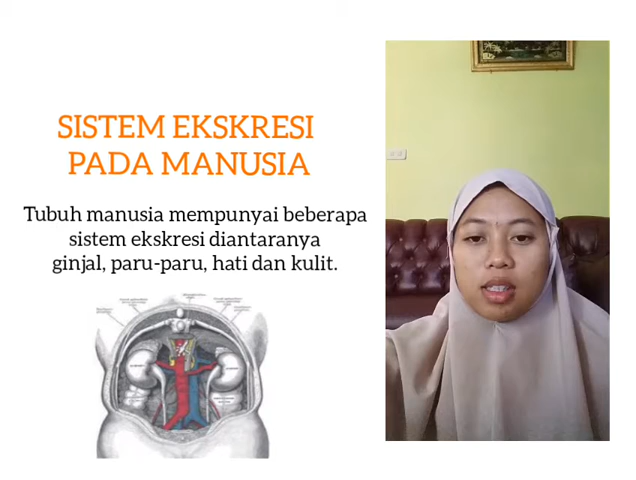 SISTEM EKSKRESI
PADA MANUSIA
Tubuh manusia mempunyai beberapa
sistem ekskresi diantaranya
ginjal, paru-paru, hati dan kulit.